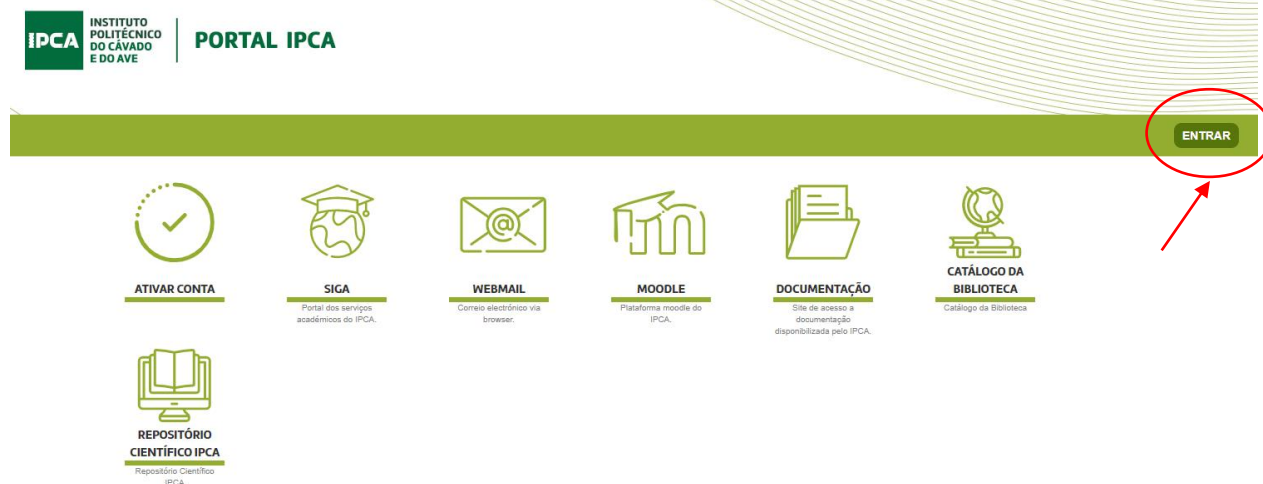 IPCA
INSTITUTO
POLITÉCNICO
DO CÁVADO
E DO AVE
PORTAL IPCA
ENTRAR
ATIVAR CONTA
SIGA
Portal dos serviços
académicos do IPCA.
WEBMAIL
Correio electrónico via
browser.
MOODLE
Plataforma moodle do
IPCA.
DOCUMENTAÇÃO
Site de acesso a
documentação
disponibilizada pelo IPCA.
CATÁLOGO DA
BIBLIOTECA
Catálogo da Biblioteca
REPOSITÓRIO
CIENTÍFICO IPCA
Repositório Científico
IPCA